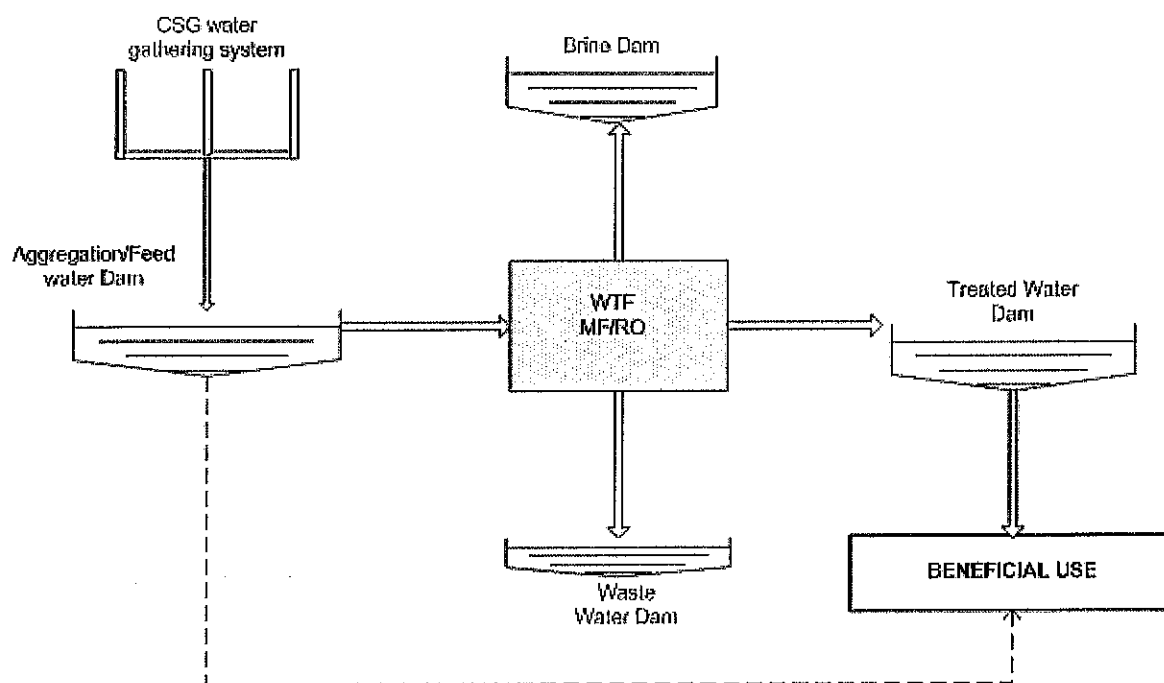 CSG water
gathering system
Brine Dam
Aggregation/Feed
water Dam
WTF
MF/RO
Treated Water
Dam
Waste
Water Dam
BENEFICIAL USE